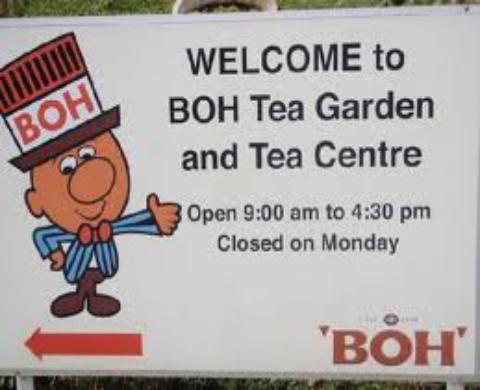 BOH
WELCOME to
BOH Tea Garden
and Tea Centre
Open 9:00 am to 4:30 pm
Closed on Monday
BOH